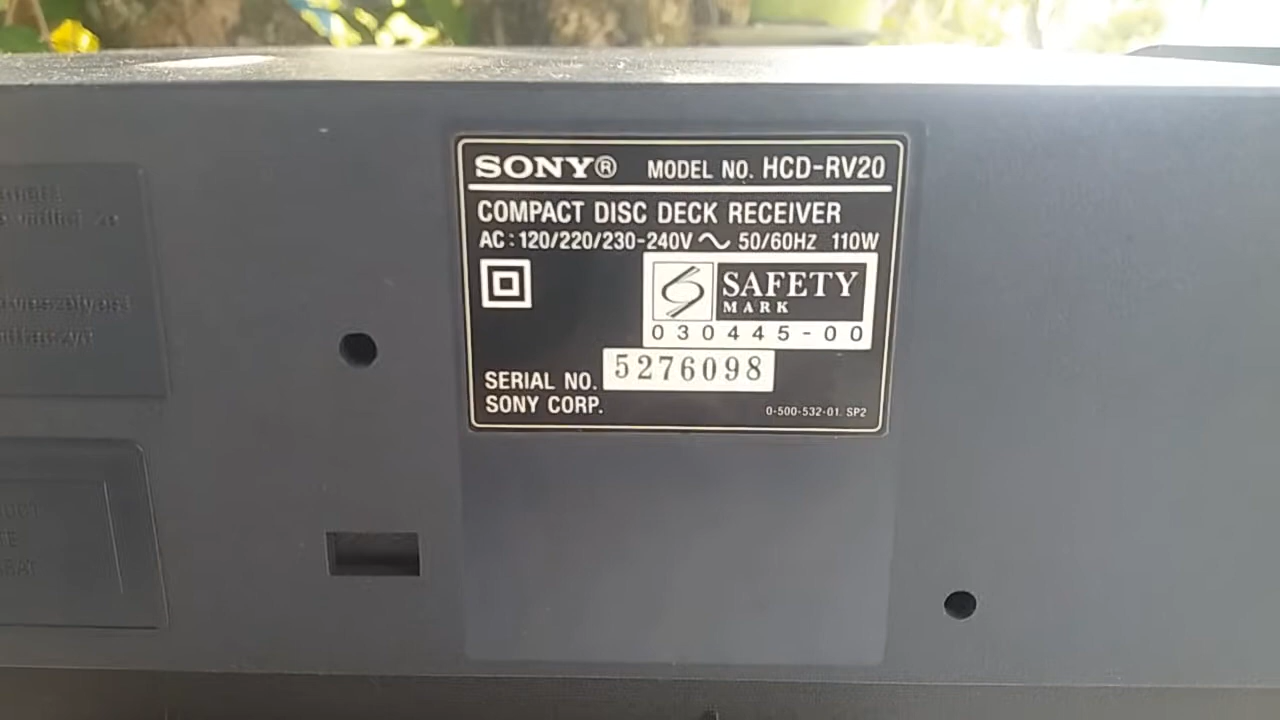 SONY® MODEL NO. HCD-RV20
COMPACT DISC DECK RECEIVER
AC : 120/220/230-240V ∿ 50/60HZ 110W
SAFETY
MARK
030445-00
SERIAL NO. 5276098
SONY CORP.
0-500-532-01. SP2